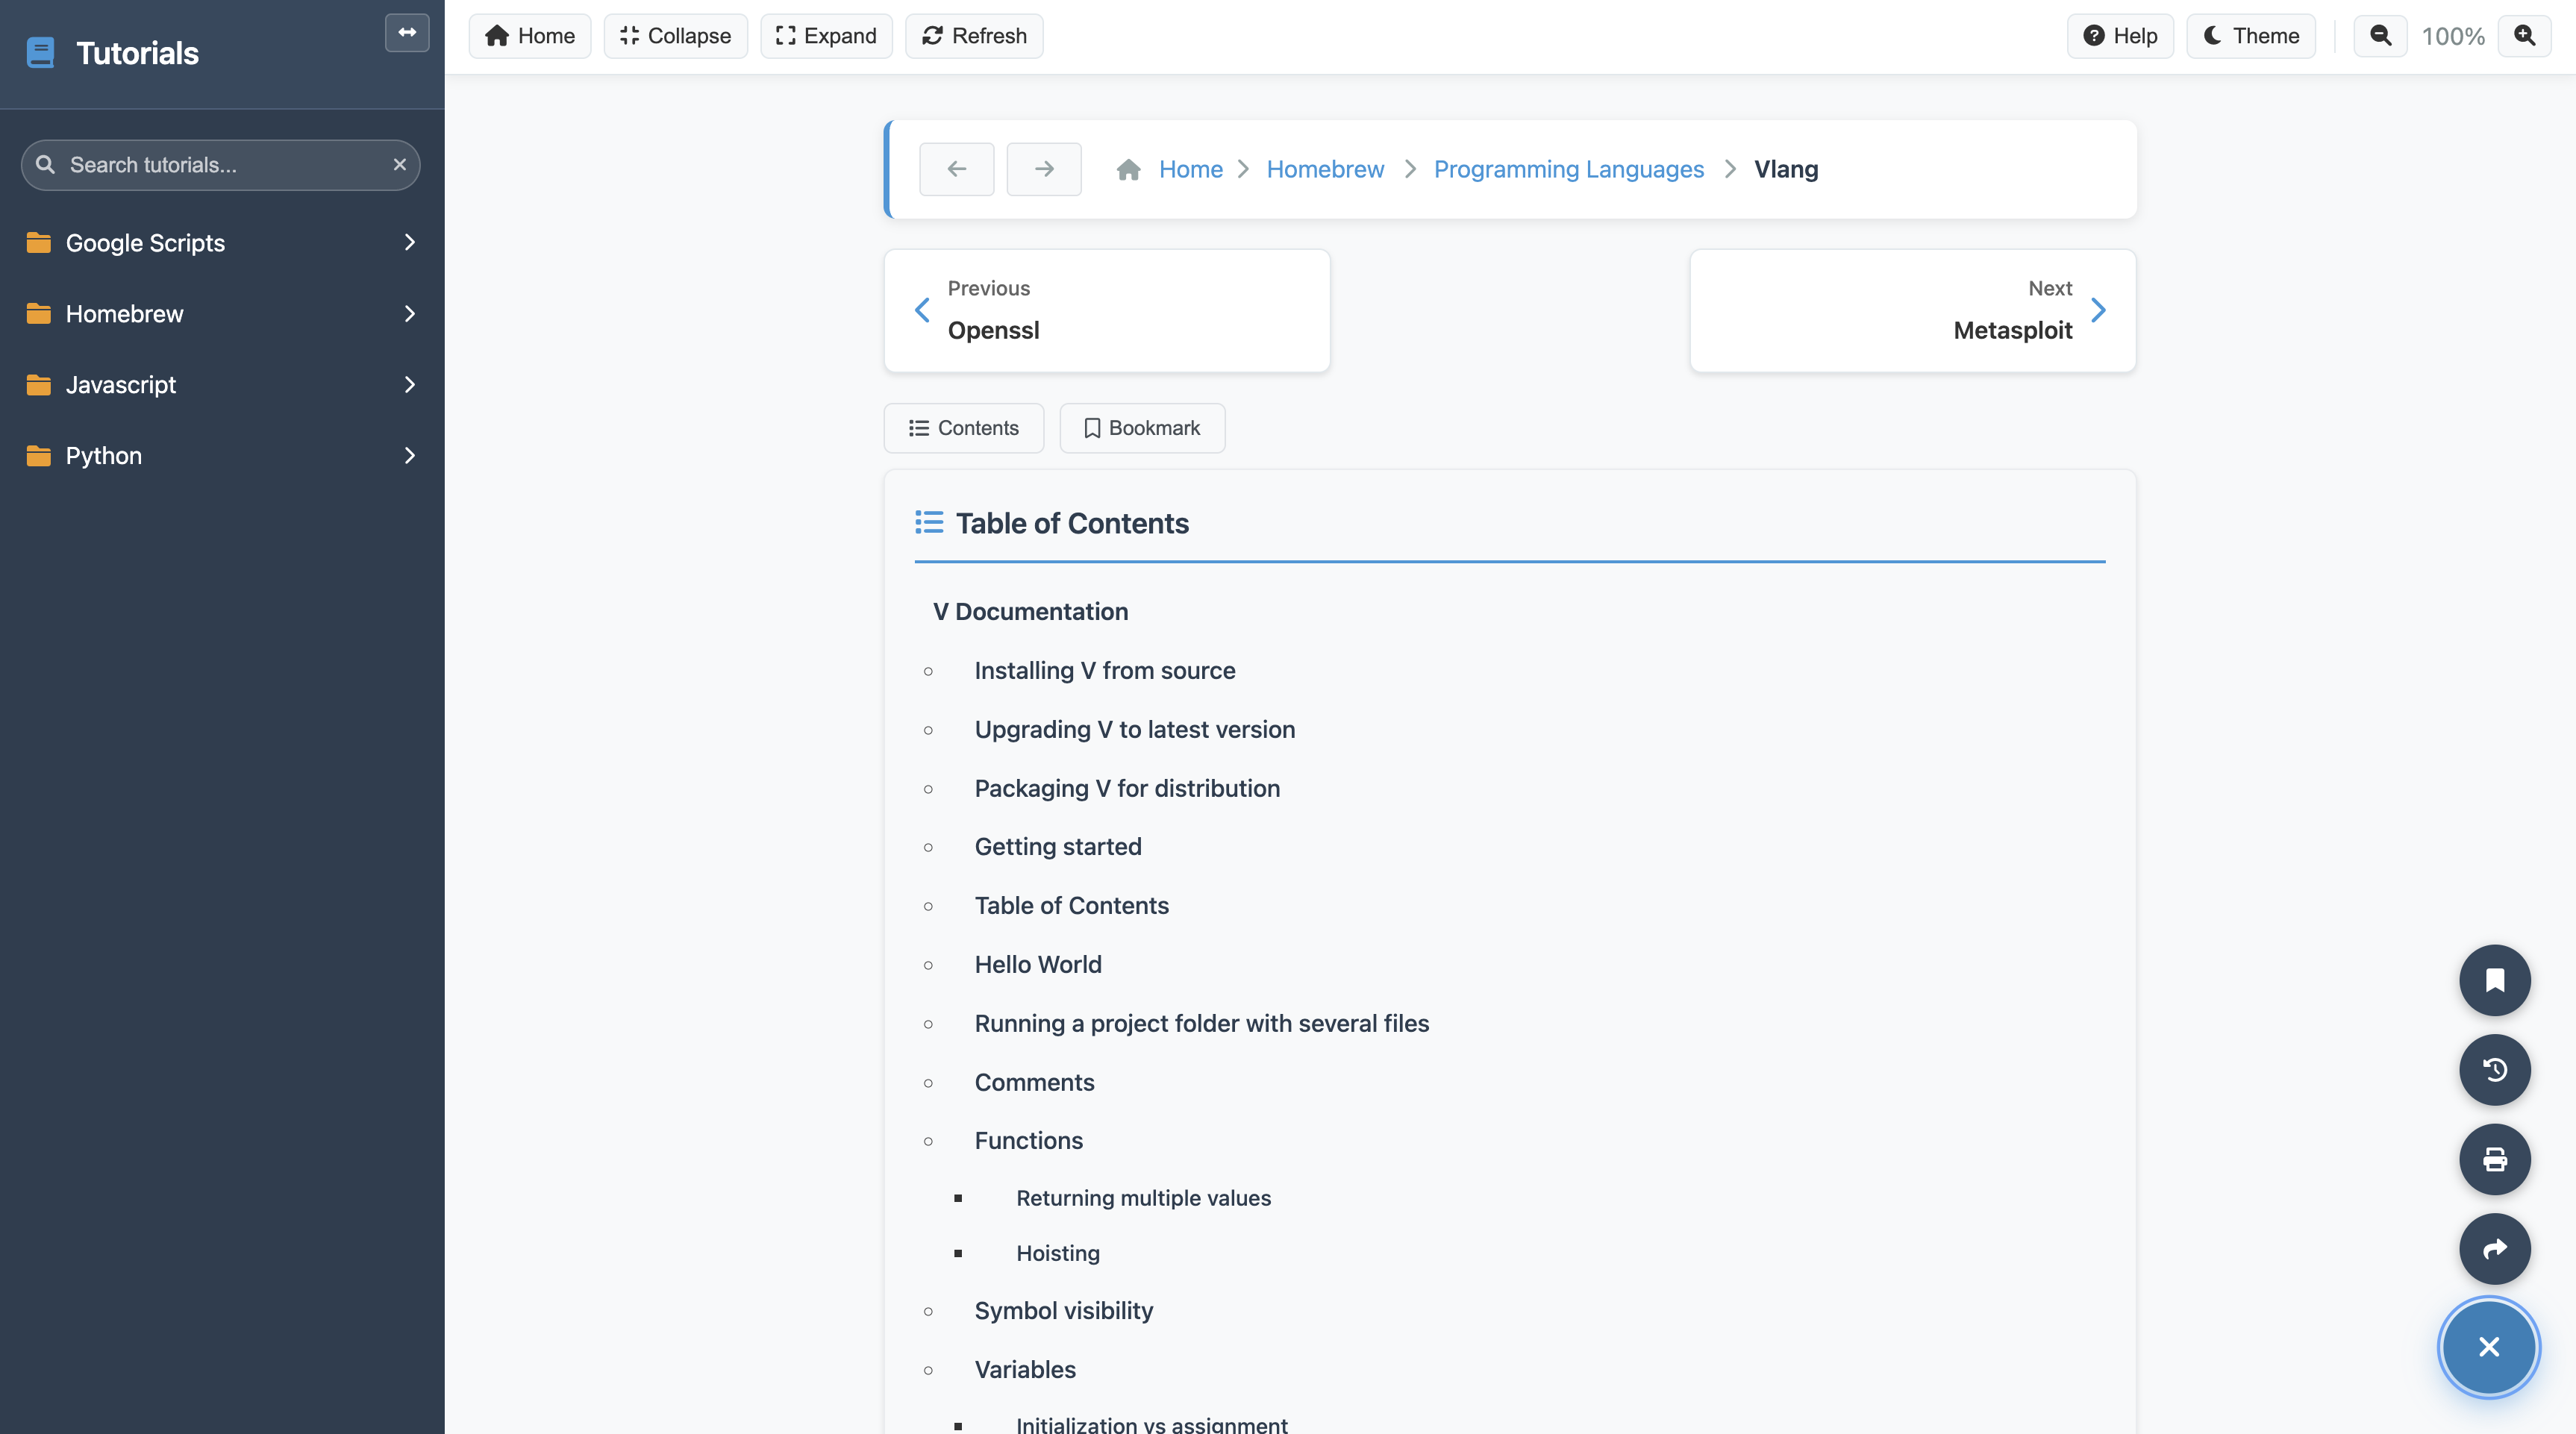 Tutorials
Search tutorials...
Google Scripts
Homebrew
Javascript
Python
Home
Collapse
Expand
Refresh
Help
Theme
100%
Home
Homebrew
Programming Languages
Vlang
Previous
Openssl
Next
Metasploit
Contents
Bookmark
Table of Contents
V Documentation
Installing V from source
Upgrading V to latest version
Packaging V for distribution
Getting started
Table of Contents
Hello World
Running a project folder with several files
Comments
Functions
Returning multiple values
Hoisting
Symbol visibility
Variables
Initialization vs assignment